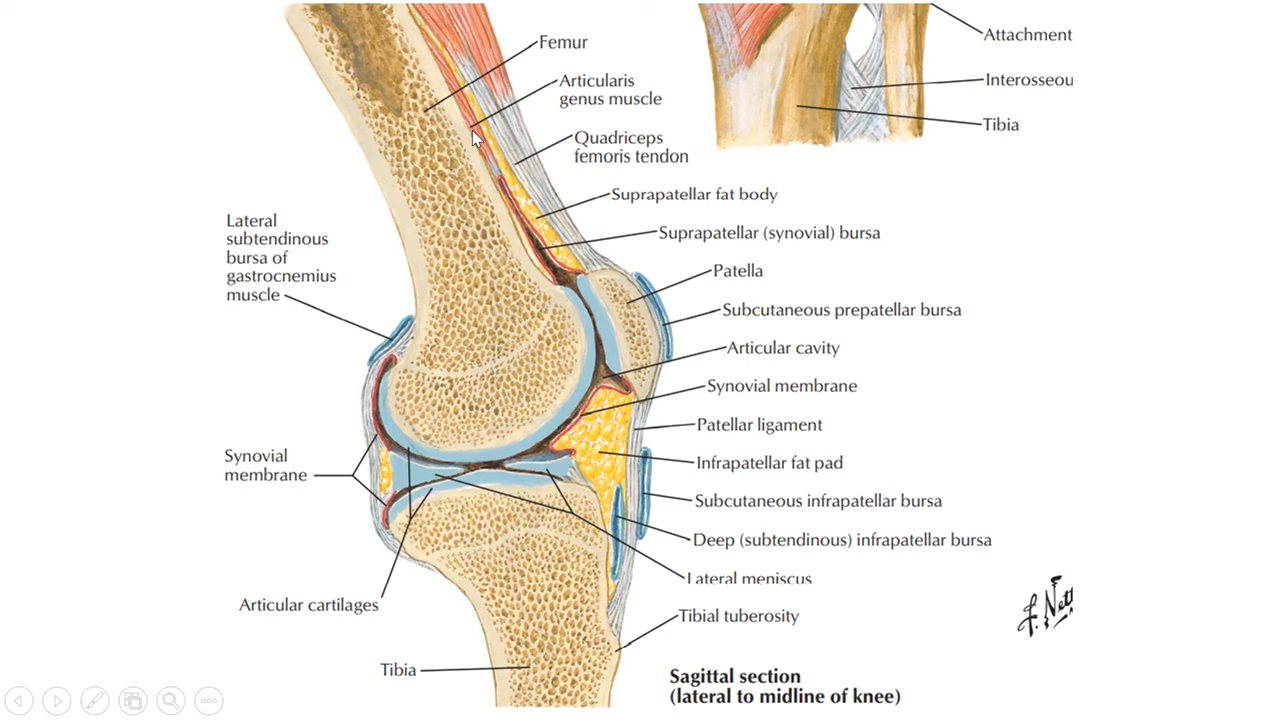 Femur
Articularis
genus muscle
Quadriceps
femoris tendon
Suprapatellar fat body
Suprapatellar (synovial) bursa
Patella
Subcutaneous prepatellar bursa
Articular cavity
Synovial membrane
Patellar ligament
Infrapatellar fat pad
Subcutaneous infrapatellar bursa
Deep (subtendinous) infrapatellar bursa
Lateral meniscus
Tibial tuberosity
Lateral
subtendinous
bursa of
gastrocnemius
muscle
Synovial
membrane
Articular cartilages
Tibia
Attachment
Interosseou
Tibia
Sagittal section
(lateral to midline of knee)